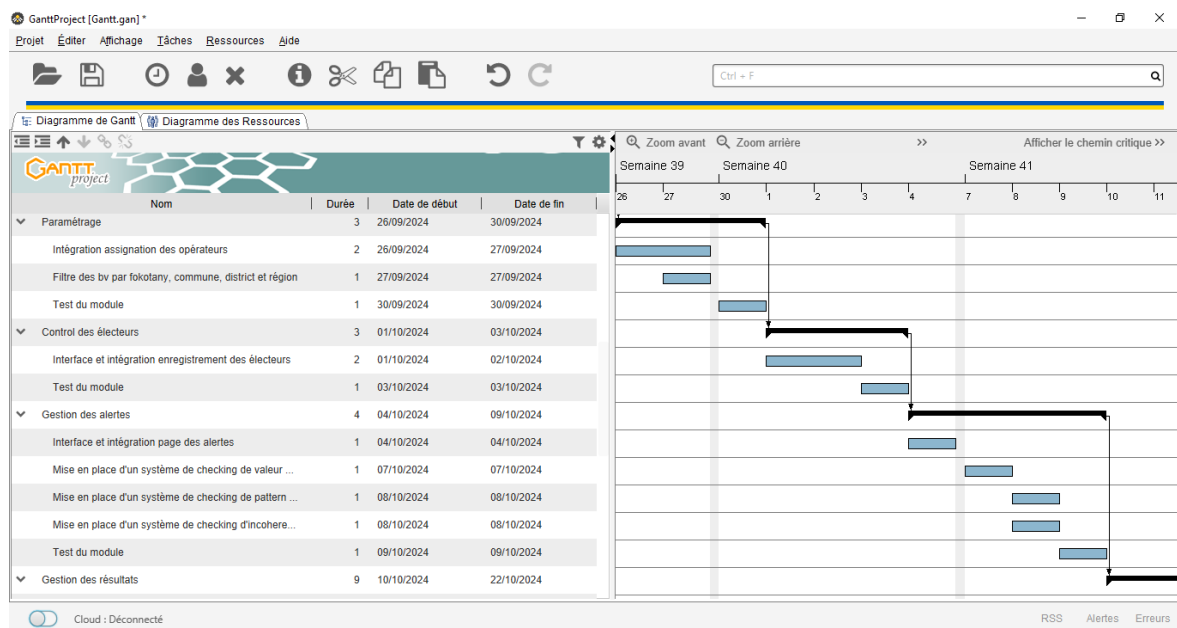 GanttProject [Gantt.gan] *
Projet Éditer Affichage Tâches Ressources Aide
Ctrl + F
Diagramme de Gantt Diagramme des Ressources
Zoom avant Zoom arrière >> Afficher le chemin critique >>
GANTT project
Semaine 39 Semaine 40 Semaine 41
26 27 30 1 2 3 4 7 8 9 10 11
Nom Durée Date de début Date de fin
Paramétrage 3 26/09/2024 30/09/2024
Intégration assignation des opérateurs 2 26/09/2024 27/09/2024
Filtre des bv par fokotany, commune, district et région 1 27/09/2024 27/09/2024
Test du module 1 30/09/2024 30/09/2024
Control des électeurs 3 01/10/2024 03/10/2024
Interface et intégration enregistrement des électeurs 2 01/10/2024 02/10/2024
Test du module 1 03/10/2024 03/10/2024
Gestion des alertes 4 04/10/2024 09/10/2024
Interface et intégration page des alertes 1 04/10/2024 04/10/2024
Mise en place d'un système de checking de valeur ... 1 07/10/2024 07/10/2024
Mise en place d'un système de checking de pattern ... 1 08/10/2024 08/10/2024
Mise en place d'un système de checking d'incohere... 1 08/10/2024 08/10/2024
Test du module 1 09/10/2024 09/10/2024
Gestion des résultats 9 10/10/2024 22/10/2024
Cloud : Déconnecté RSS Alertes Erreurs